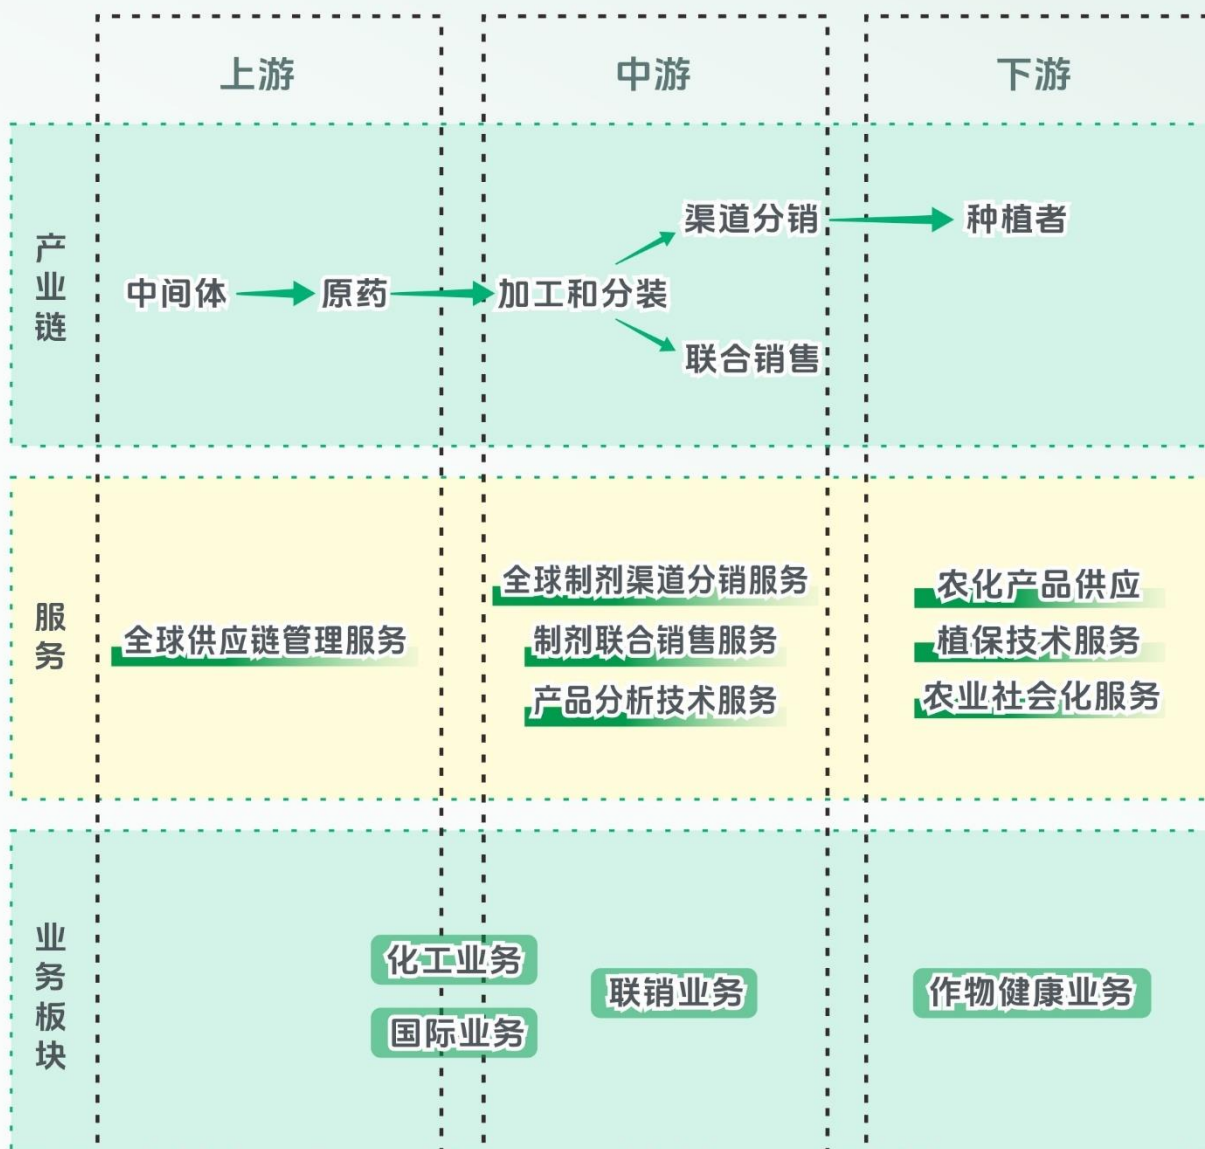 上游
中游
下游
产业链
中间体
原药
加工和分装
渠道分销
联合销售
种植者
服务
全球供应链管理服务
全球制剂渠道分销服务
制剂联合销售服务
产品分析技术服务
农化产品供应
植保技术服务
农业社会化服务
业务板块
化工业务
国际业务
联销业务
作物健康业务